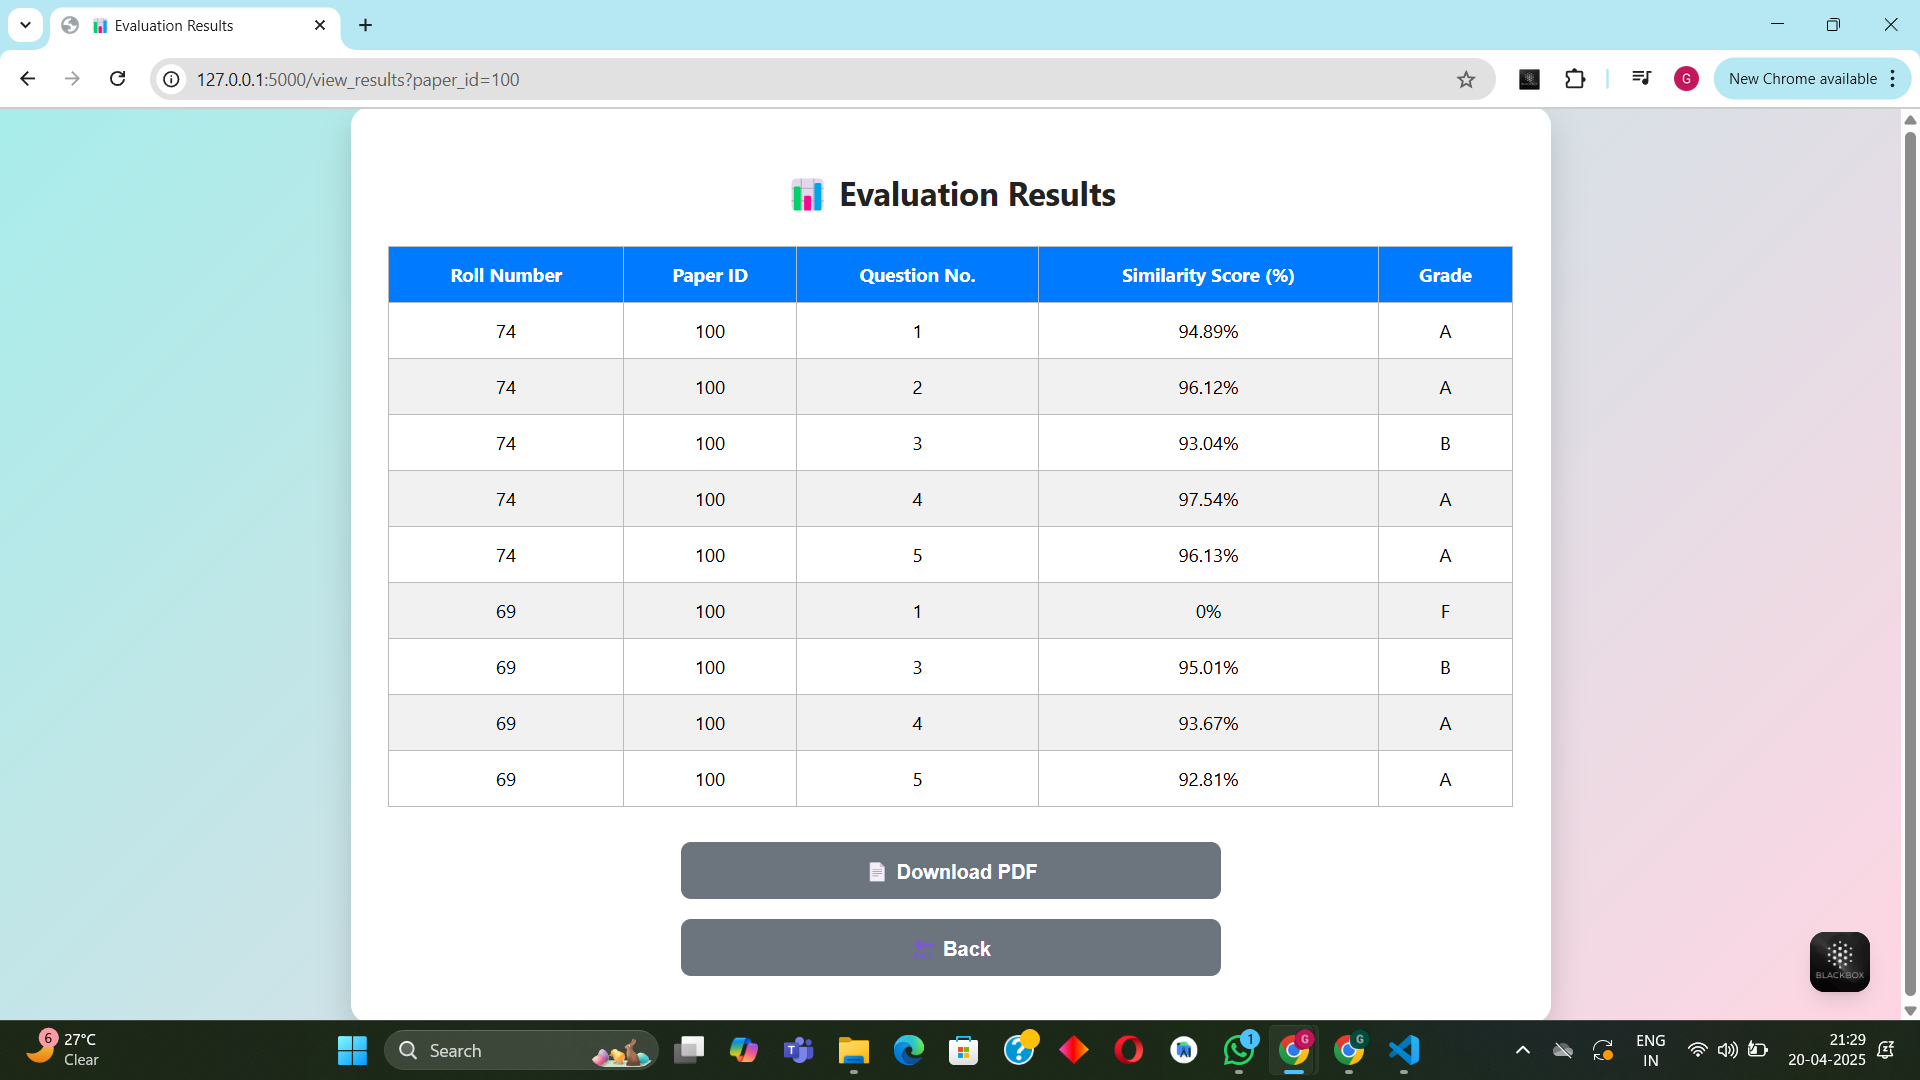 Evaluation Results
127.0.0.1:5000/view_results?paper_id=100
G
New Chrome available
Evaluation Results
Roll Number Paper ID Question No. Similarity Score (%) Grade
74 100 1 94.89% A
74 100 2 96.12% A
74 100 3 93.04% B
74 100 4 97.54% A
74 100 5 96.13% A
69 100 1 0% F
69 100 3 95.01% B
69 100 4 93.67% A
69 100 5 92.81% A
Download PDF
Back
BLACKBOX
6
27°C
Clear
Search
1
G
G
ENG
IN
21:29
20-04-2025